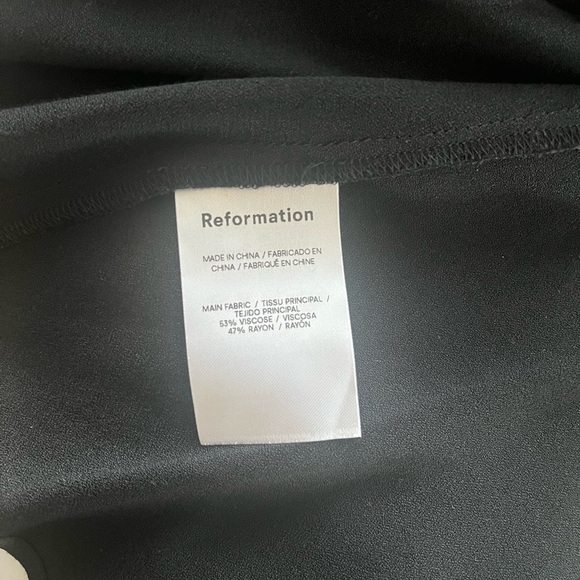 Reformation
MADE IN CHINA / FABRICADO EN
CHINA / FABRIQUÉ EN CHINE
MAIN FABRIC / TISSU PRINCIPAL /
TEJIDO PRINCIPAL
53% VISCOSE / VISCOSA
47% RAYON / RAYÓN